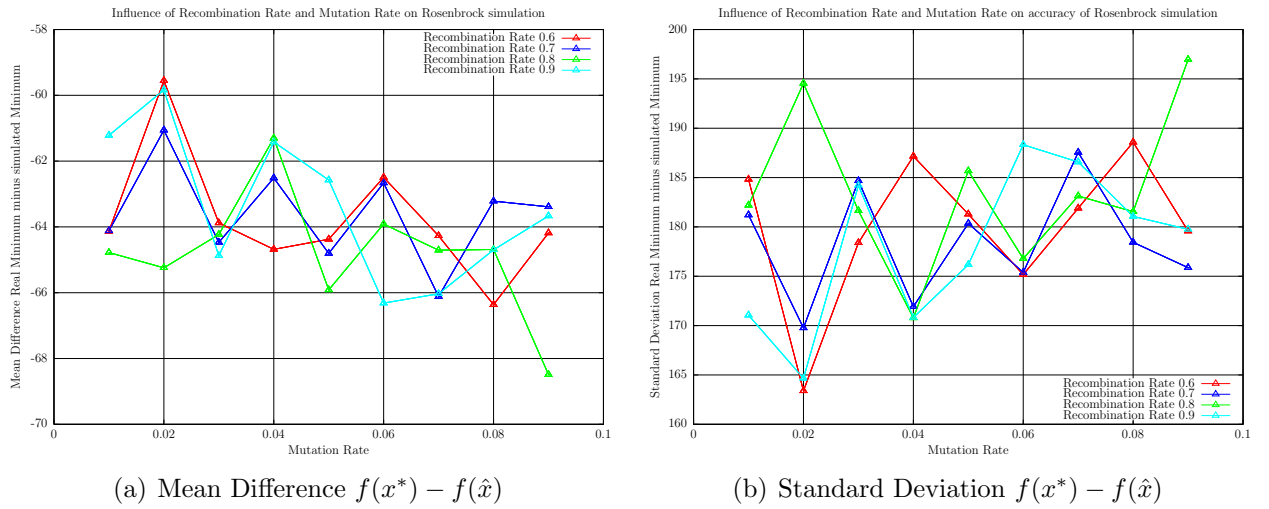 Influence of Recombination Rate and Mutation Rate on Rosenbrock simulation
Mean Difference Real Minimum minus simulated Minimum
-58
-60
-62
-64
-66
-68
-70
0
0.02
0.04
0.06
0.08
0.1
Mutation Rate
Recombination Rate 0.6
Recombination Rate 0.7
Recombination Rate 0.8
Recombination Rate 0.9
(a) Mean Difference f(x*) − f(x̂)
Influence of Recombination Rate and Mutation Rate on accuracy of Rosenbrock simulation
Standard Deviation Real Minimum minus simulated Minimum
200
195
190
185
180
175
170
165
160
0
0.02
0.04
0.06
0.08
0.1
Mutation Rate
Recombination Rate 0.6
Recombination Rate 0.7
Recombination Rate 0.8
Recombination Rate 0.9
(b) Standard Deviation f(x*) − f(x̂)